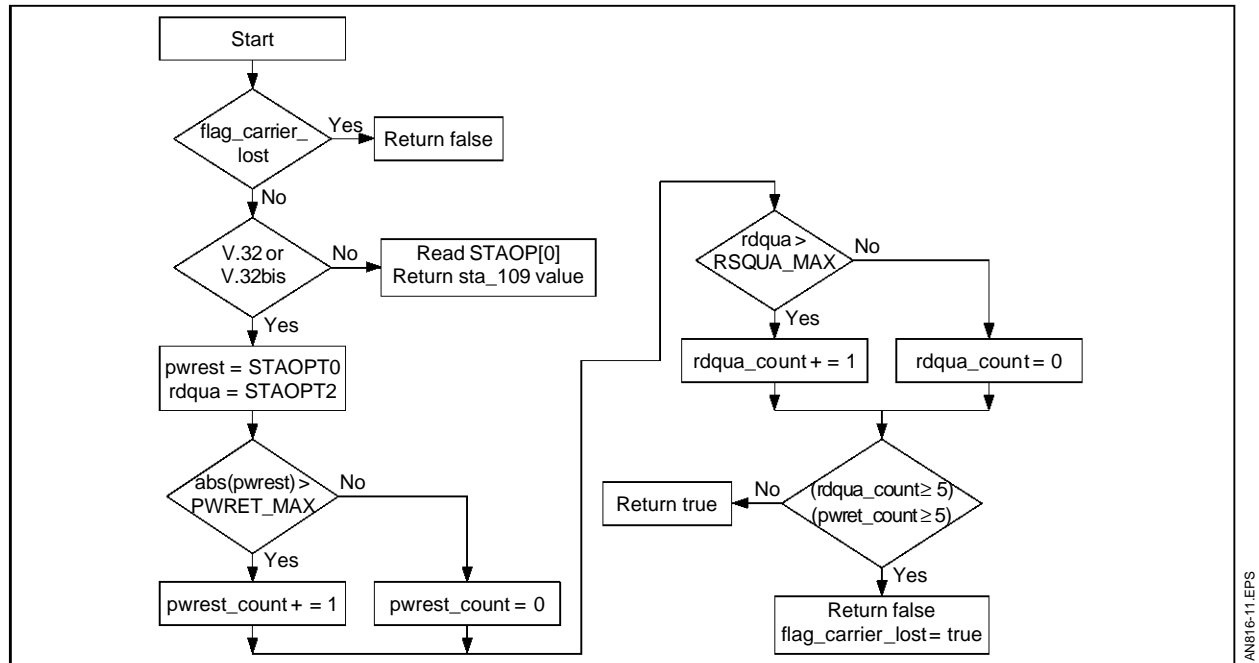 Start
flag_carrier_
lost
Yes
Return false
No
V.32 or
V.32bis
No
Read STAOP[0]
Return sta_109 value
Yes
pwrest = STAOPT0
rdqua = STAOPT2
abs(pwrest) >
PWRET_MAX
No
Yes
pwrest_count + = 1
pwrest_count = 0
rdqua >
RSQUA_MAX
No
Yes
rdqua_count + = 1
rdqua_count = 0
(rdqua_count ≥ 5)
(pwret_count ≥ 5)
No
Return true
Yes
Return false
flag_carrier_lost = true
AN816-11.EPS